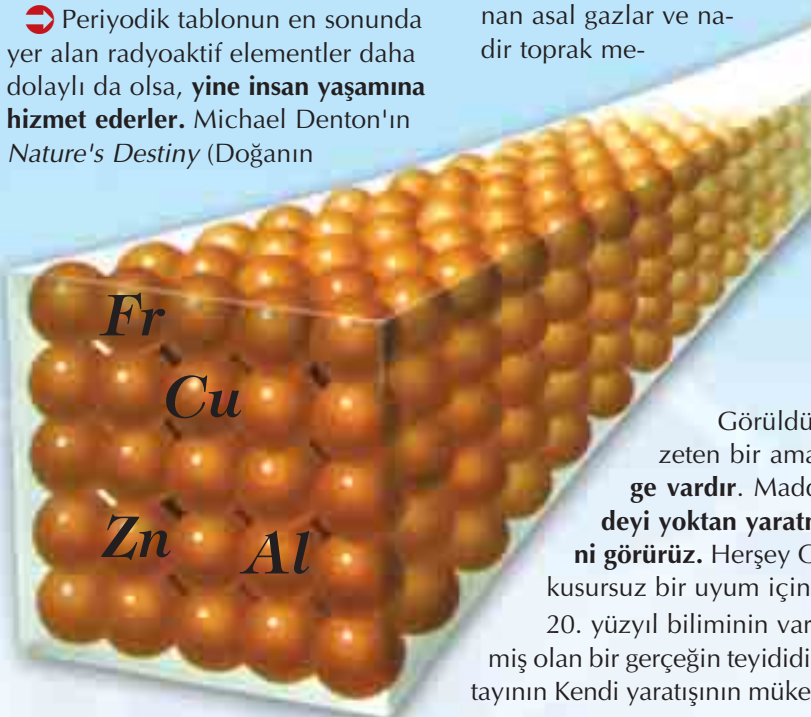 Periyodik tablonun en sonunda
yer alan radyoaktif elementler daha
dolaylı da olsa, yine insan yaşamına
hizmet ederler. Michael Denton'ın
Nature's Destiny (Doğanın
nan asal gazlar ve na-
dir toprak me-
Fr
Cu
Zn
Al
Görüldü
zeten bir ama
ge vardır. Madd
deyi yoktan yaratm
ni görürüz. Herşey O
kusursuz bir uyum için
20. yüzyıl biliminin var
miş olan bir gerçeğin teyididi
tayının Kendi yaratışının müke